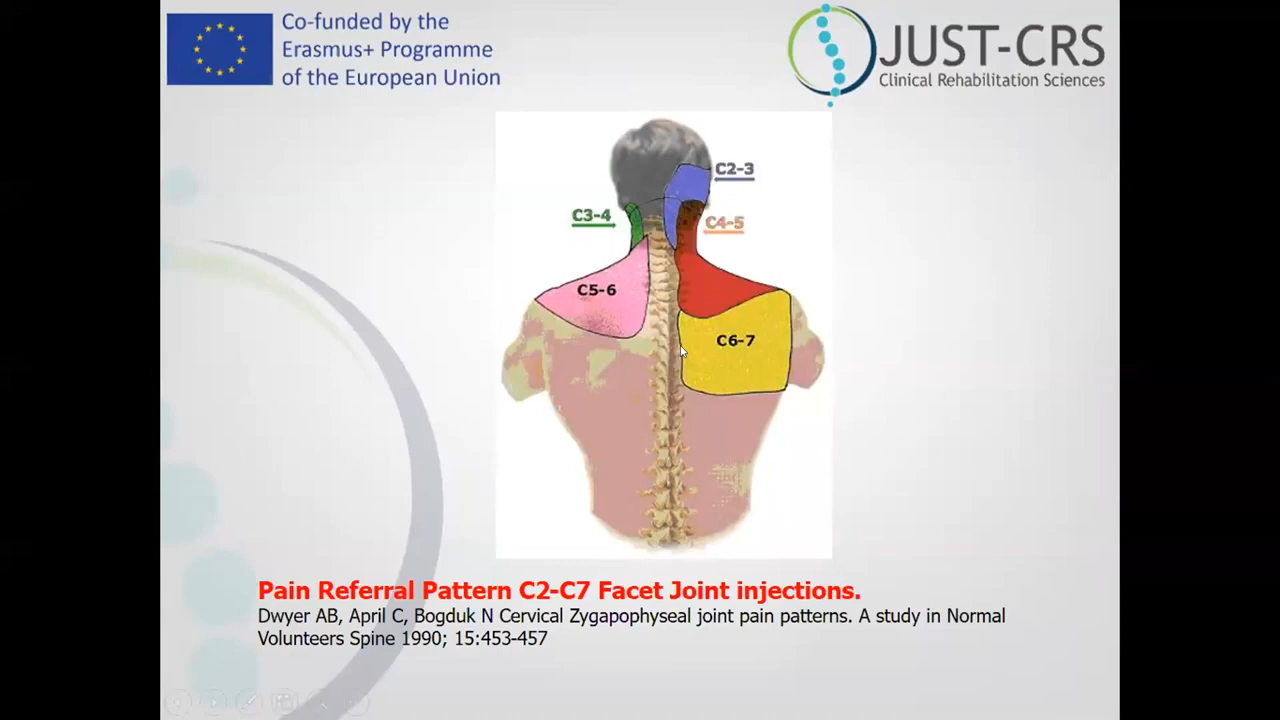 Co-funded by the
Erasmus+ Programme
of the European Union
JUST-CRS
Clinical Rehabilitation Sciences
C2-3
C3-4
C4-5
C5-6
C6-7
Pain Referral Pattern C2-C7 Facet Joint injections.
Dwyer AB, April C, Bogduk N Cervical Zygapophyseal joint pain patterns. A study in Normal
Volunteers Spine 1990; 15:453-457